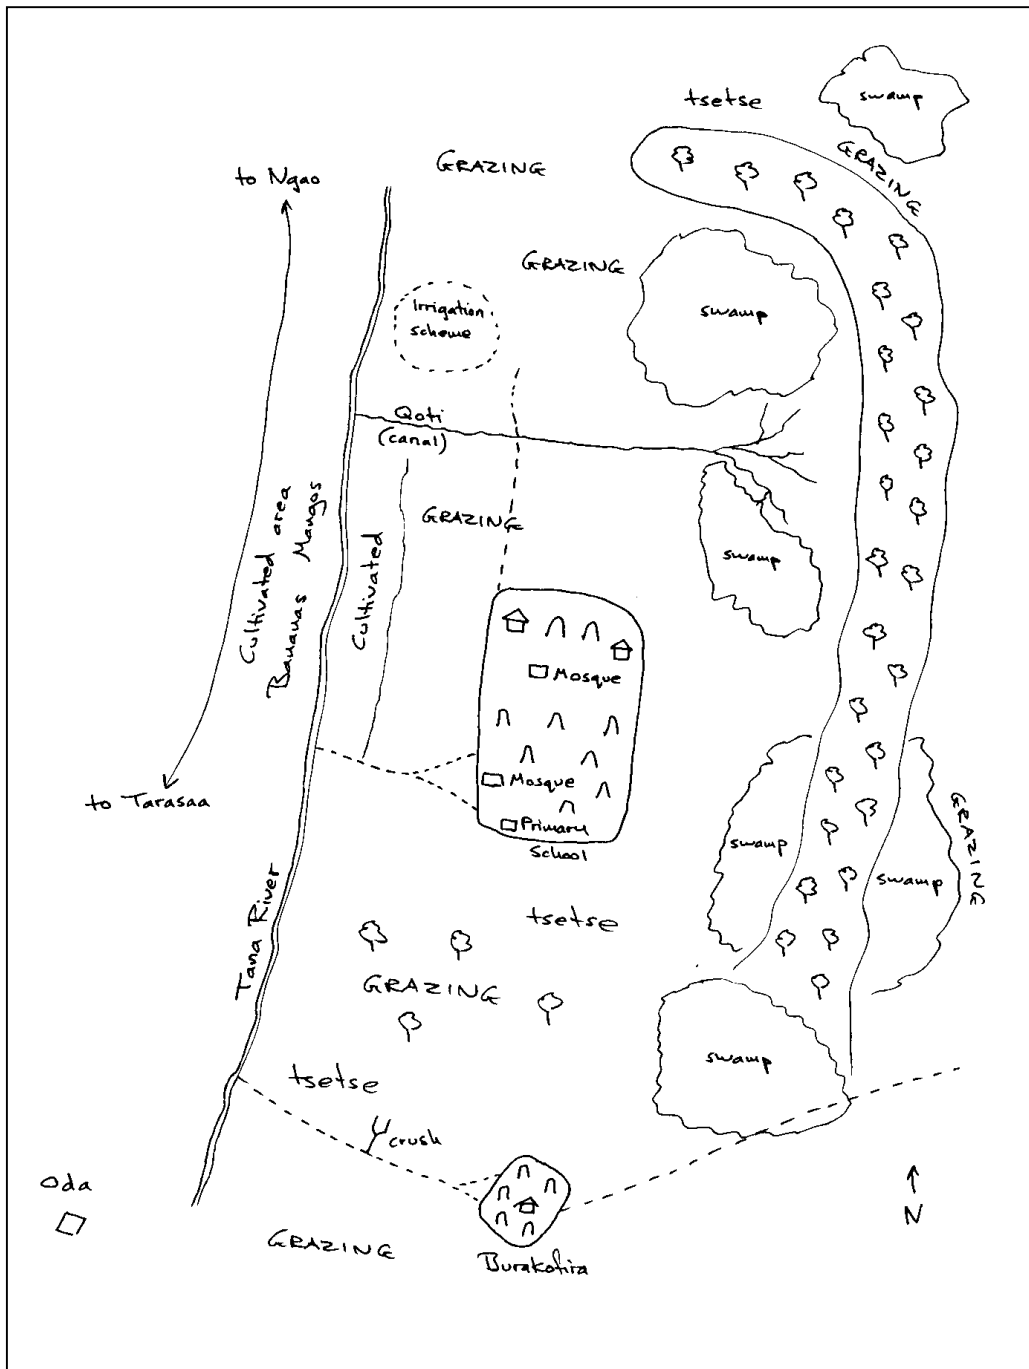 tsetse
swamp
GRAZING
GRAZING
to Ngao
GRAZING
Irrigation
scheme
swamp
Qoti
(canal)
GRAZING
Cultivated area
Bananas Mangos
Cultivated
swamp
Mosque
Mosque
Primary
School
to Tarasaa
swamp
swamp
GRAZING
tsetse
Tana River
GRAZING
swamp
tsetse
crush
Oda
N
GRAZING
Burakofira